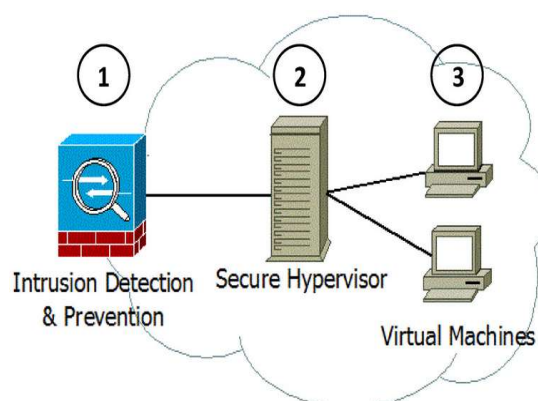 1
2
3
Intrusion Detection
& Prevention
Secure Hypervisor
Virtual Machines